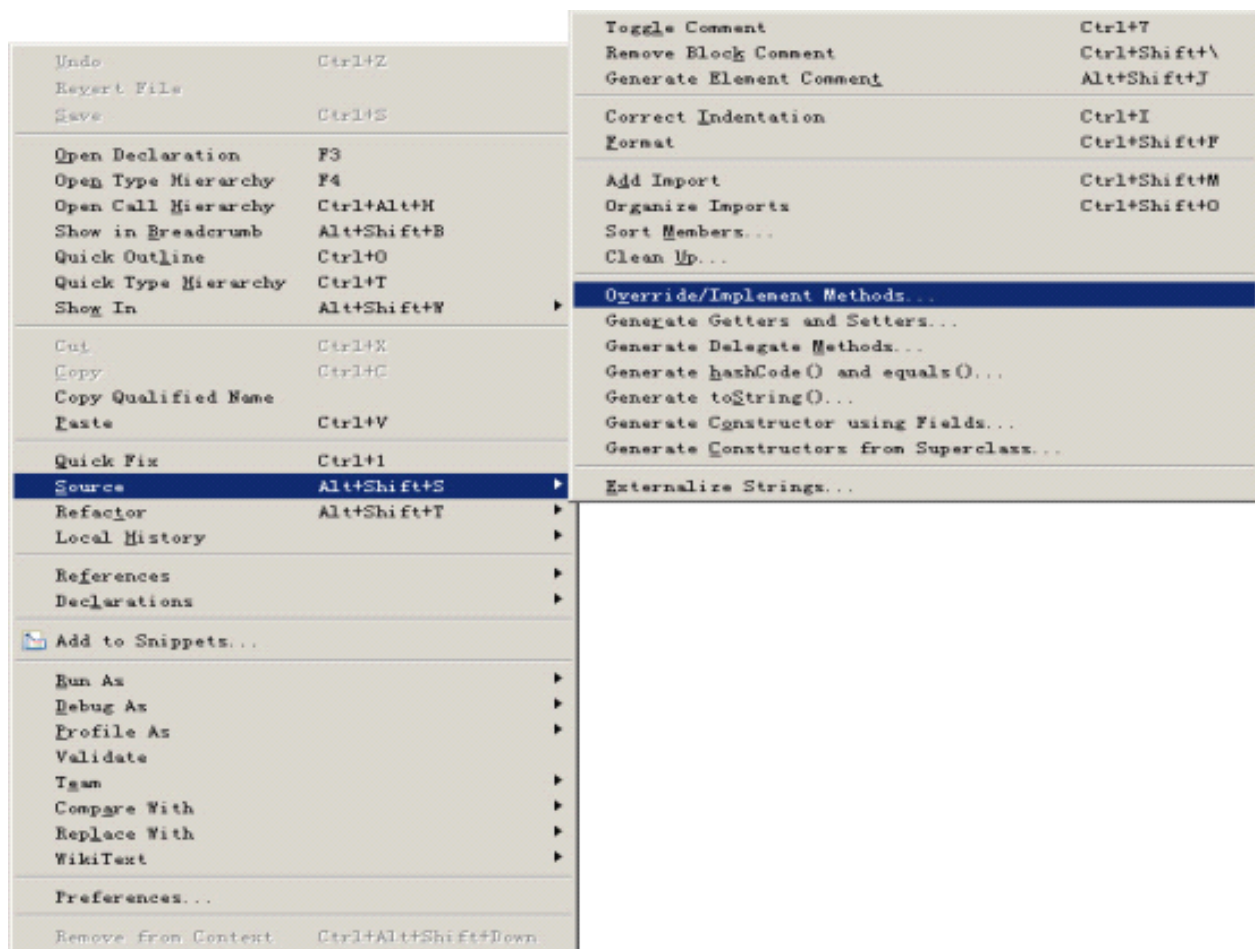 Undo Ctrl+Z
Revert File
Save Ctrl+S
Open Declaration F3
Open Type Hierarchy F4
Open Call Hierarchy Ctrl+Alt+H
Show in Breadcrumb Alt+Shift+B
Quick Outline Ctrl+O
Quick Type Hierarchy Ctrl+T
Show In Alt+Shift+W
Cut Ctrl+X
Copy Ctrl+C
Copy Qualified Name
Paste Ctrl+V
Quick Fix Ctrl+1
Source Alt+Shift+S
Refactor Alt+Shift+T
Local History
References
Declarations
Add to Snippets...
Run As
Debug As
Profile As
Validate
Team
Compare With
Replace With
WikiText
Preferences...
Remove from Context Ctrl+Alt+Shift+Down
Toggle Comment Ctrl+7
Remove Block Comment Ctrl+Shift+\
Generate Element Comment Alt+Shift+J
Correct Indentation Ctrl+I
Format Ctrl+Shift+F
Add Import Ctrl+Shift+M
Organize Imports Ctrl+Shift+O
Sort Members...
Clean Up...
Override/Implement Methods...
Generate Getters and Setters...
Generate Delegate Methods...
Generate hashCode() and equals()...
Generate toString()...
Generate Constructor using Fields...
Generate Constructors from Superclass...
Externalize Strings...